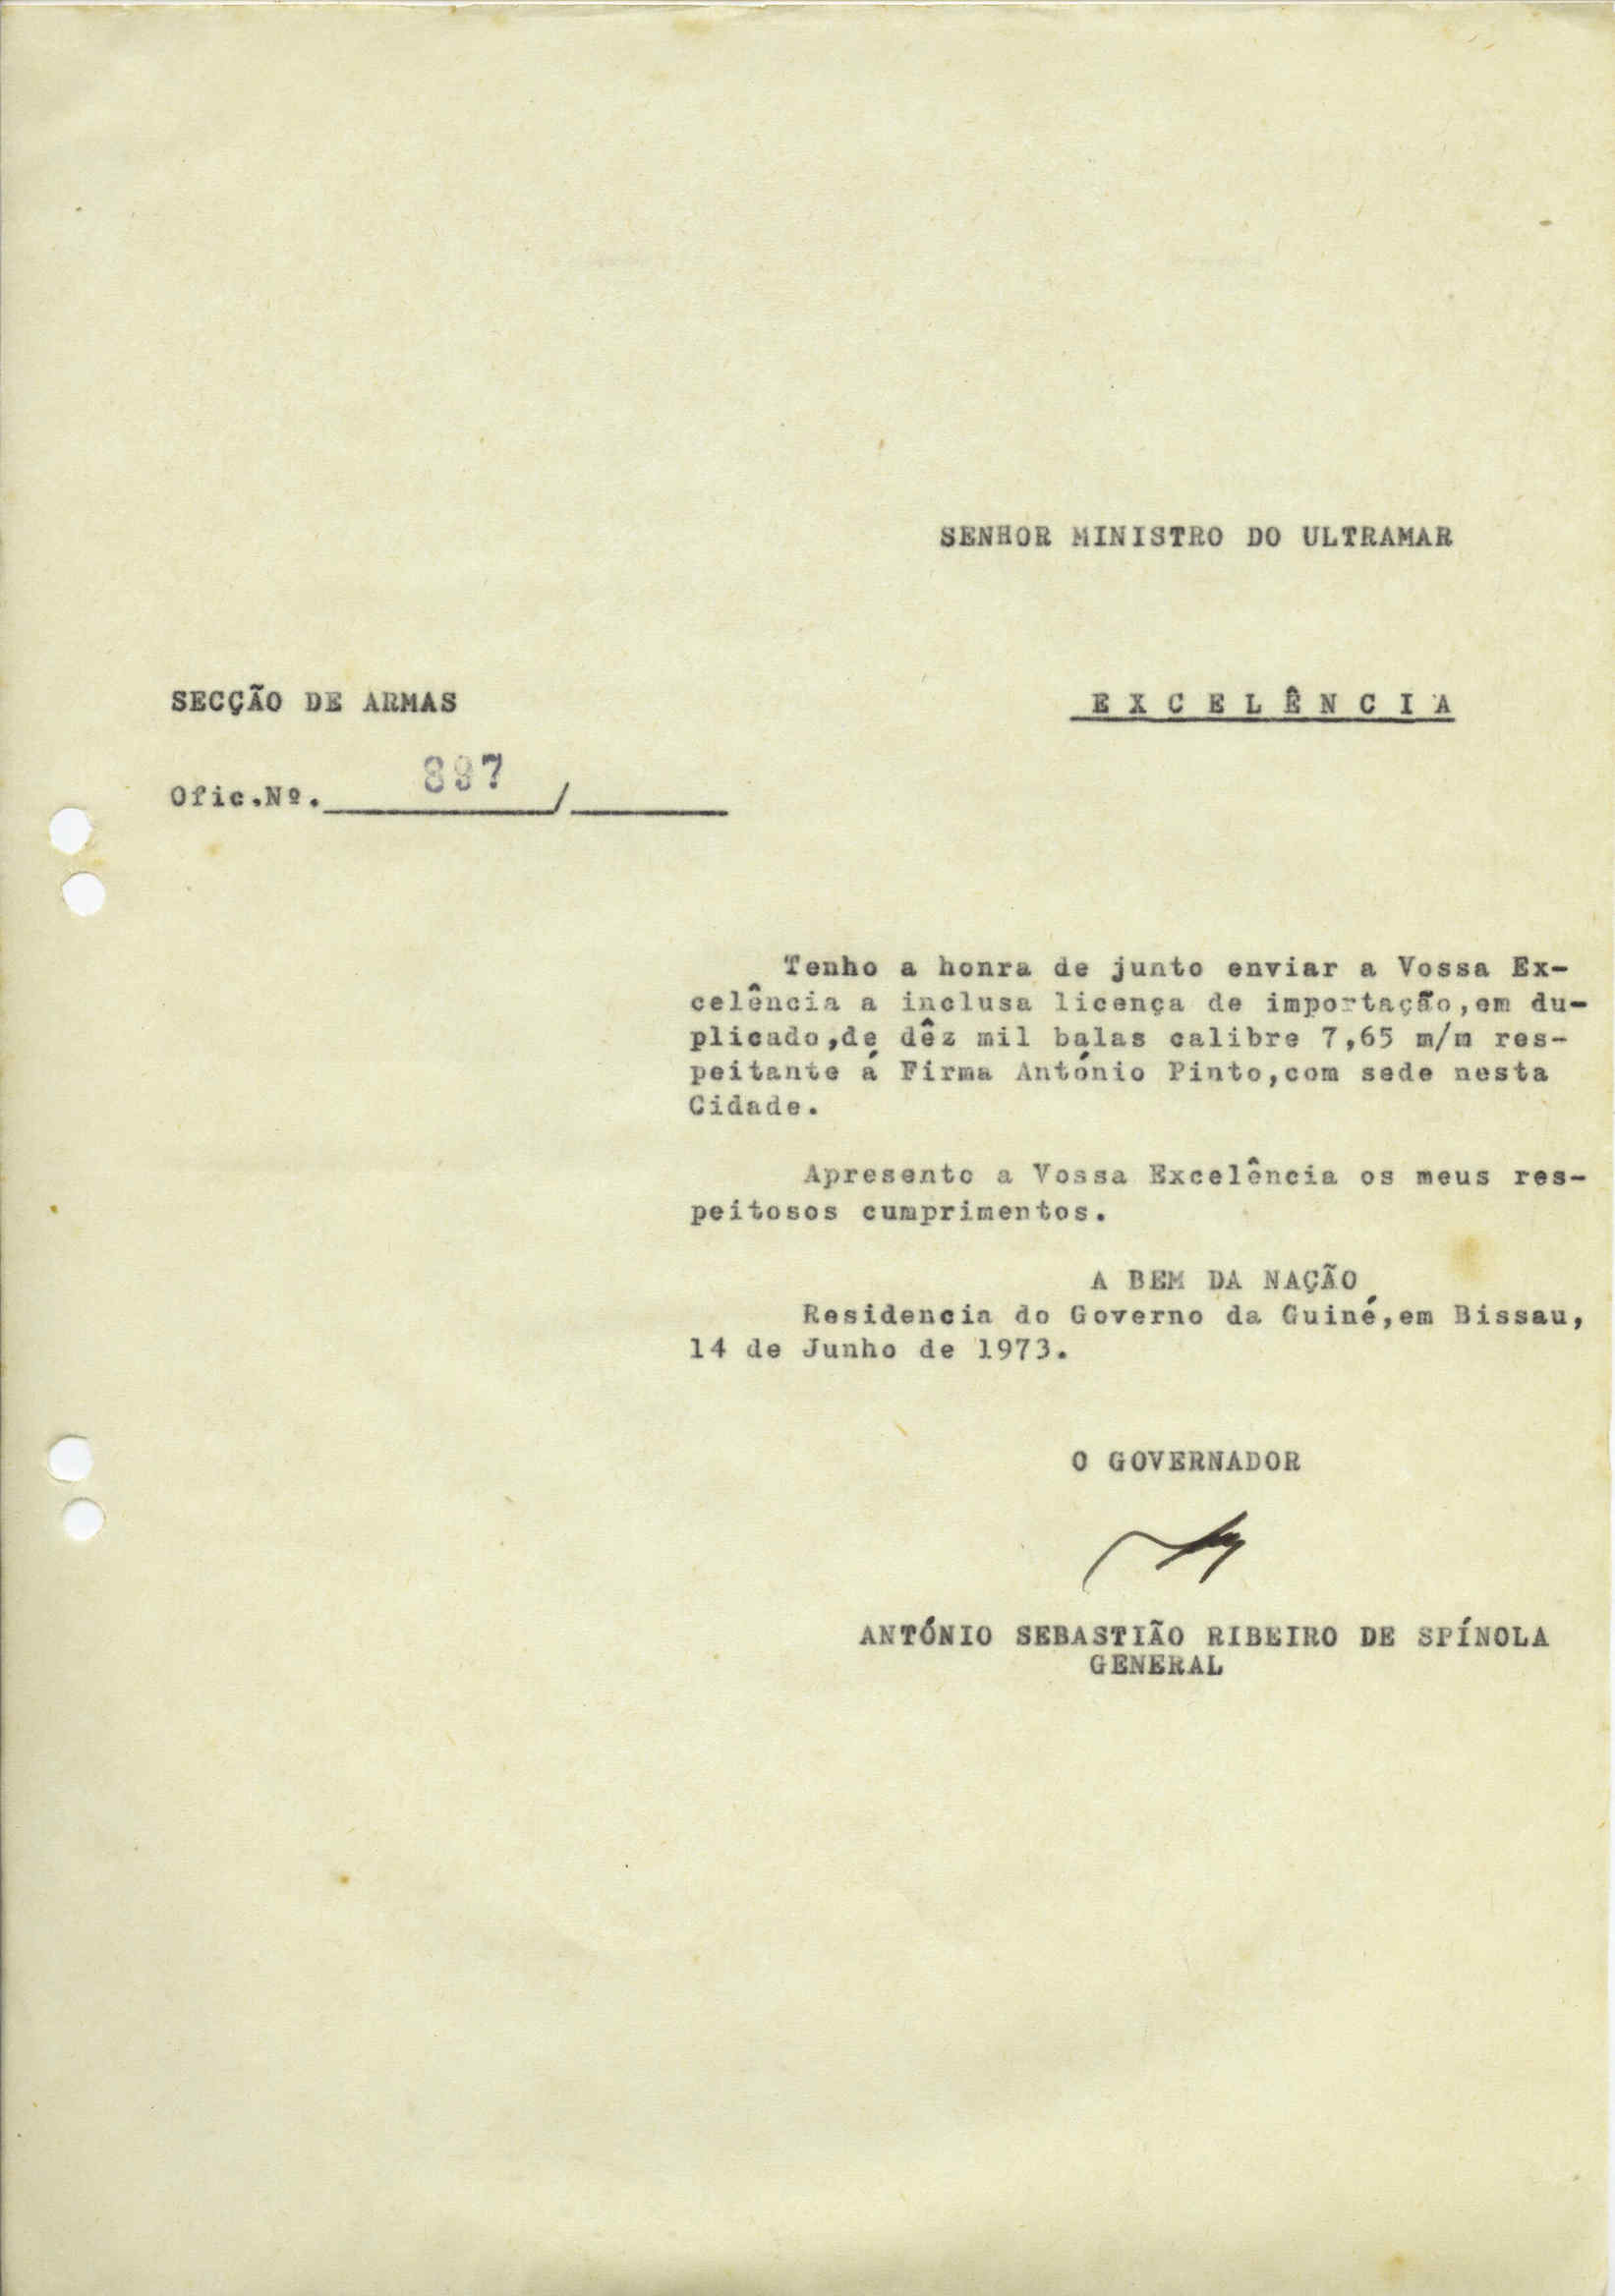 SENHOR MINISTRO DO ULTRAMAR
SECÇÃO DE ARMAS
EXCELÊNCIA
Ofic.Nº. 897 /
Tenho a honra de junto enviar a Vossa Ex-
celência a inclusa licença de importação,em du-
plicado,de dêz mil balas calibre 7,65 m/m res-
peitante á Firma António Pinto,com sede nesta
Cidade.
Apresento a Vossa Excelência os meus res-
peitosos cumprimentos.
A BEM DA NAÇÃO
Residencia do Governo da Guiné,em Bissau,
14 de Junho de 1973.
O GOVERNADOR
ANTÓNIO SEBASTIÃO RIBEIRO DE SPÍNOLA
GENERAL